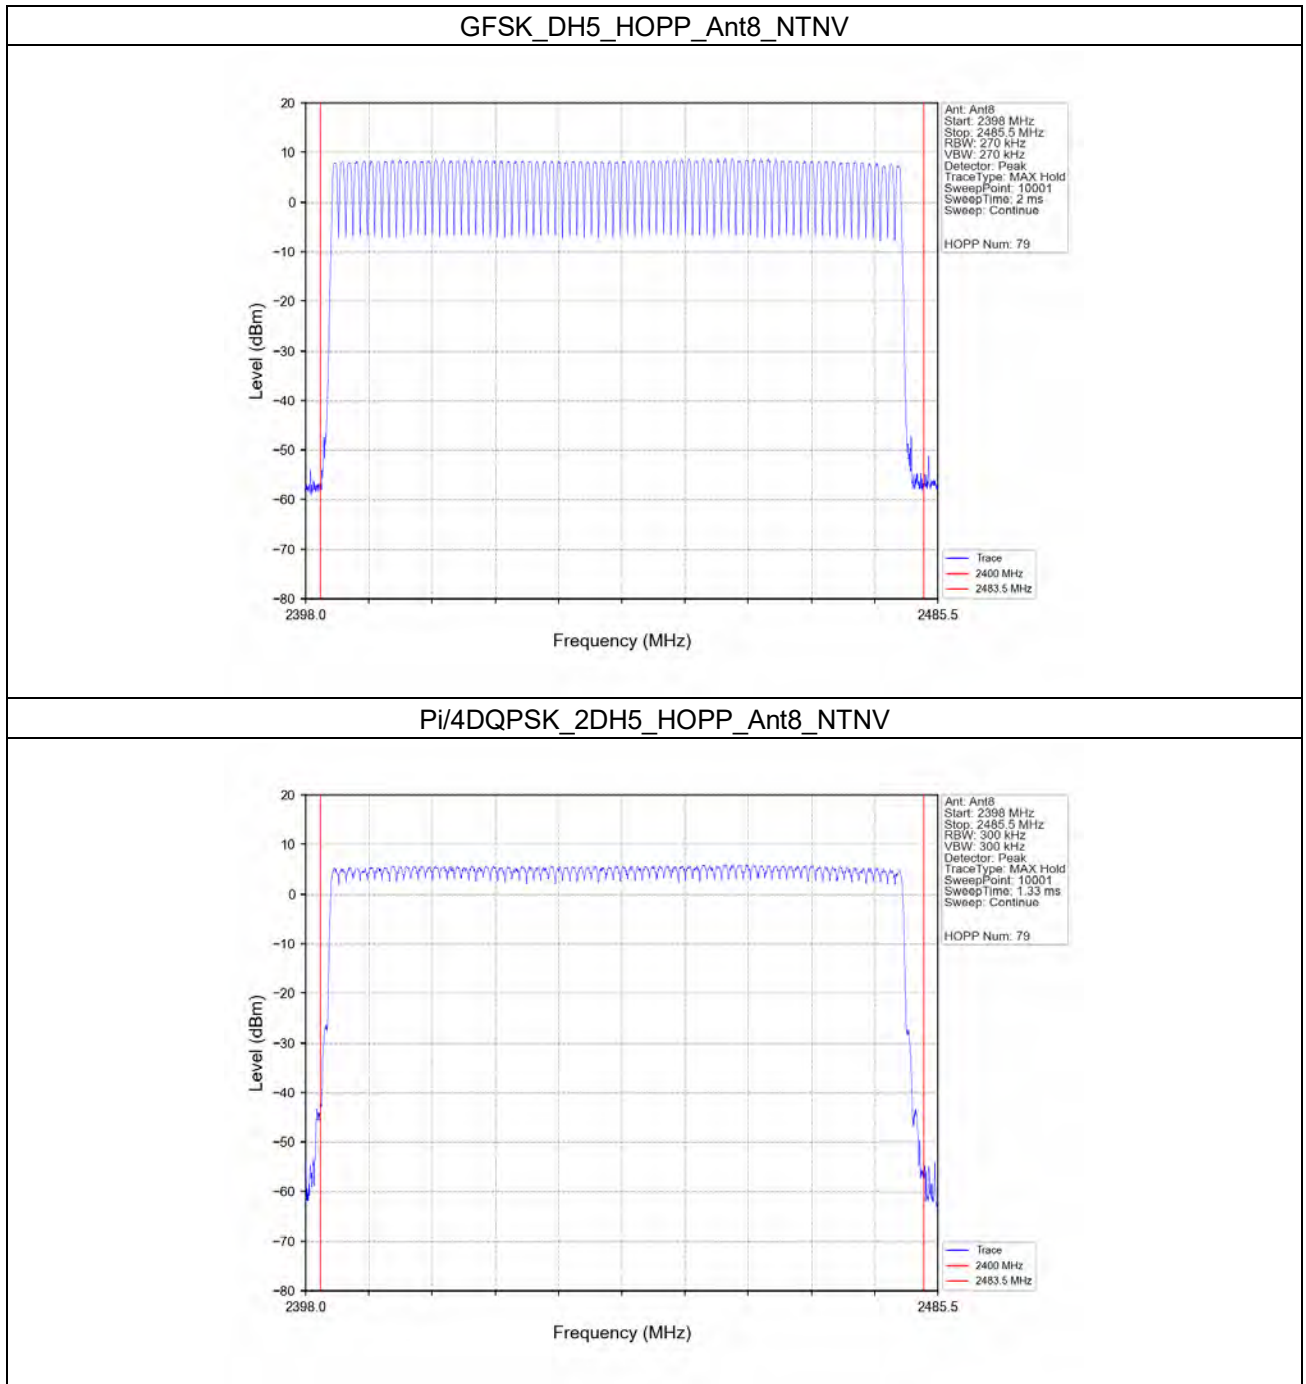 GFSK_DH5_HOPP_Ant8_NTNV
20
10
0
−10
−20
−30
−40
−50
−60
−70
−80
Level (dBm)
2398.0
2485.5
Frequency (MHz)
Ant: Ant8
Start: 2398 MHz
Stop: 2485.5 MHz
RBW: 270 kHz
VBW: 270 kHz
Detector: Peak
TraceType: MAX Hold
SweepPoint: 10001
SweepTime: 2 ms
Sweep: Continue
HOPP Num: 79
Trace
2400 MHz
2483.5 MHz
Pi/4DQPSK_2DH5_HOPP_Ant8_NTNV
20
10
0
−10
−20
−30
−40
−50
−60
−70
−80
Level (dBm)
2398.0
2485.5
Frequency (MHz)
Ant: Ant8
Start: 2398 MHz
Stop: 2485.5 MHz
RBW: 300 kHz
VBW: 300 kHz
Detector: Peak
TraceType: MAX Hold
SweepPoint: 10001
SweepTime: 1.33 ms
Sweep: Continue
HOPP Num: 79
Trace
2400 MHz
2483.5 MHz